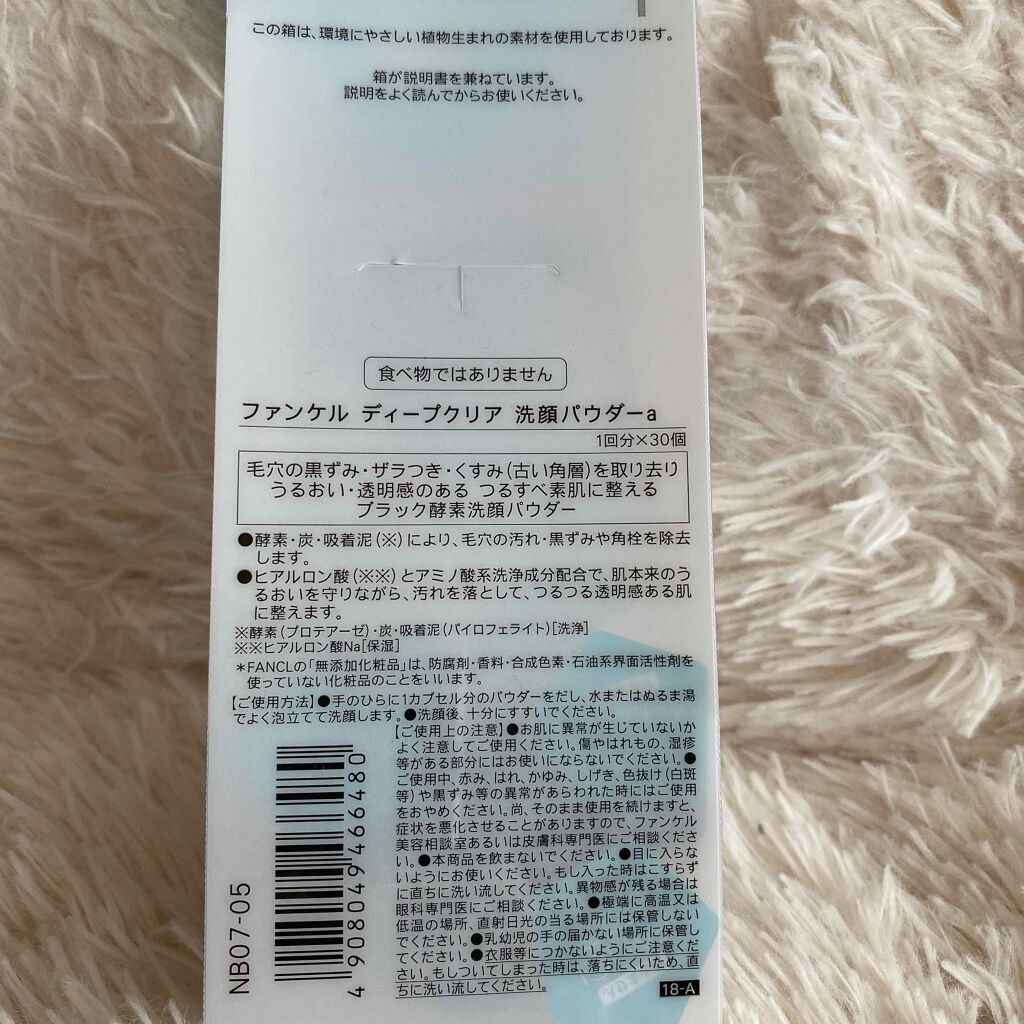 この箱は、環境にやさしい植物生まれの素材を使用しております。
箱が説明書を兼ねています。
説明をよく読んでからお使いください。
食べ物ではありません
ファンケル ディープクリア 洗顔パウダーa
1回分×30個
毛穴の黒ずみ・ザラつき・くすみ(古い角層)を取り去り
うるおい・透明感のある つるすべ素肌に整える
ブラック酵素洗顔パウダー
●酵素・炭・吸着泥(※)により、毛穴の汚れ・黒ずみや角栓を除去
します。
●ヒアルロン酸(※※)とアミノ酸系洗浄成分配合で、肌本来のう
るおいを守りながら、汚れを落として、つるつる透明感ある肌
に整えます。
※酵素(プロテアーゼ)・炭・吸着泥(パイロフェライト)[洗浄]
※※ヒアルロン酸Na[保湿]
*FANCLの「無添加化粧品」は、防腐剤・香料・合成色素・石油系界面活性剤を
使っていない化粧品のことをいいます。
【ご使用方法】●手のひらに1カプセル分のパウダーをだし、水またはぬるま湯
でよく泡立てて洗顔します。●洗顔後、十分にすすいでください。
【ご使用上の注意】●お肌に異常が生じていないか
よく注意してご使用ください。傷やはれもの、湿疹
等がある部分にはお使いにならないでください。●
ご使用中、赤み、はれ、かゆみ、しげき、色抜け(白斑
等)や黒ずみ等の異常があらわれた時にはご使用
をおやめください。尚、そのまま使用を続けますと、
症状を悪化させることがありますので、ファンケル
美容相談室あるいは皮膚科専門医にご相談くださ
い。●本商品を飲まないでください。●目に入らな
いようにお使いください。もし入った時はこすらず
に直ちに洗い流してください。異物感が残る場合は
眼科専門医にご相談ください。●極端に高温又は
低温の場所、直射日光の当る場所には保管しない
でください。●乳幼児の手の届かない場所に保管し
てください。●衣服等につかないようにご注意くだ
さい。もしついてしまった時は、落ちにくいため、直
ちに洗い流してください。
18-A
4908049466480
NB07-05